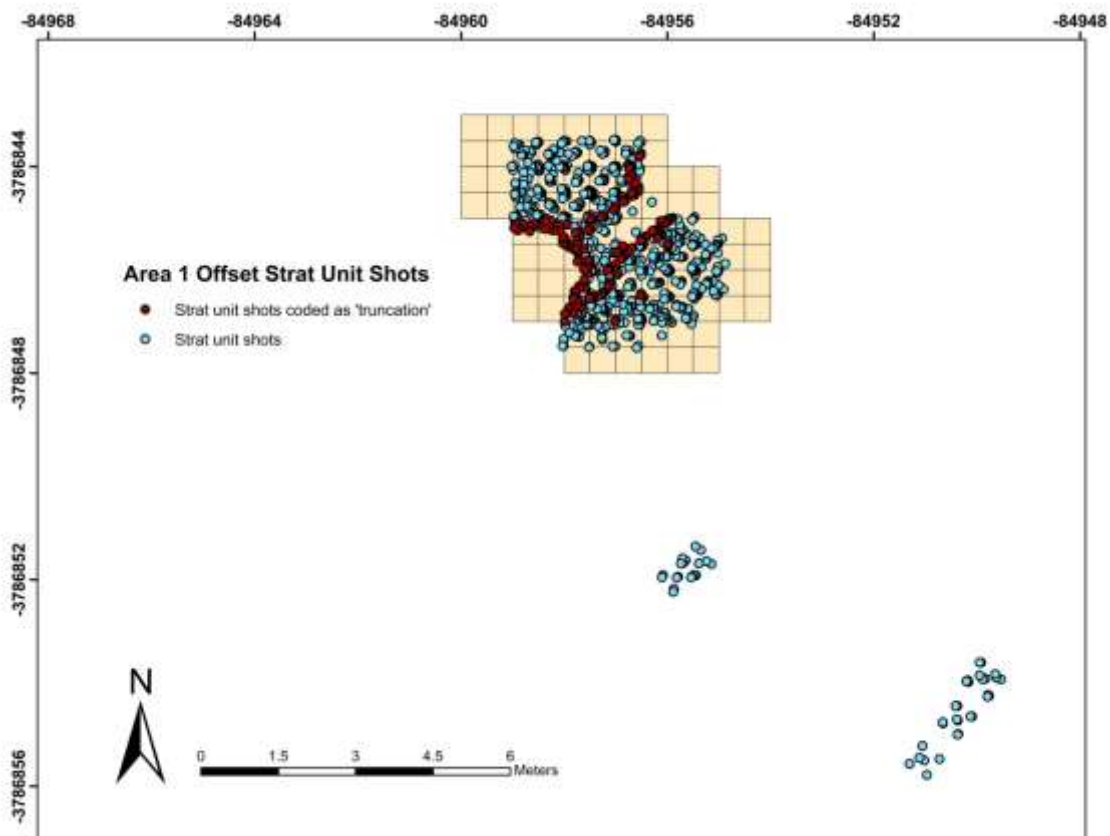 -84968 -84964 -84960 -84956 -84952 -84948
-3786844
Area 1 Offset Strat Unit Shots
Strat unit shots coded as 'truncation'
Strat unit shots
-3786848
-3786852
N
0 1.5 3 4.5 6
Meters
-3786856